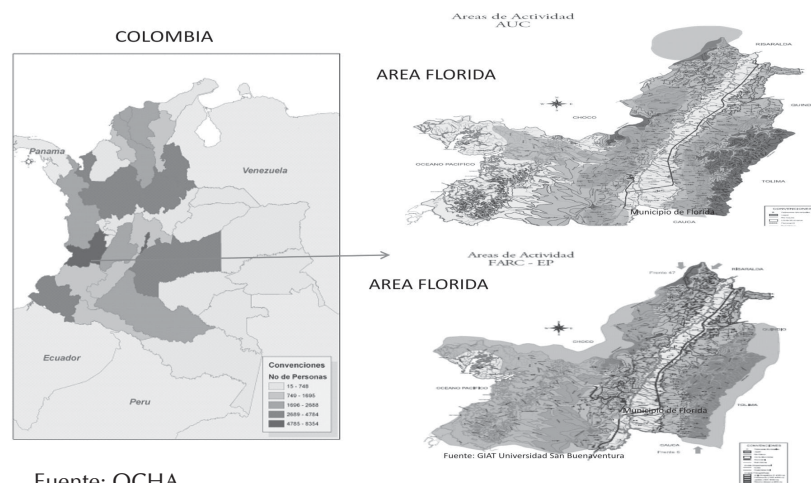 COLOMBIA
Panama
Venezuela
Ecuador
Peru
Convenciones
No de Personas
15 - 748
749 - 1695
1696 - 2688
2689 - 4784
4785 - 8354
Fuente: OCHA
Areas de Actividad
AUC
AREA FLORIDA
RISARALDA
CHOCO
OCEANO PACIFICO
TOLIMA
Municipio de Florida
CAUCA
Areas de Actividad
FARC - EP
AREA FLORIDA
RISARALDA
CHOCO
OCEANO PACIFICO
TOLIMA
Municipio de Florida
CAUCA
Fuente: GIAT Universidad San Buenaventura